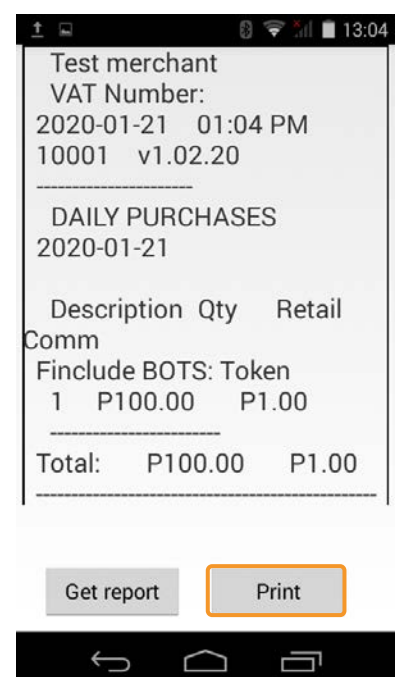 13:04
Test merchant
VAT Number:
2020-01-21 01:04 PM
10001 v1.02.20
----------------------
DAILY PURCHASES
2020-01-21
Description Qty Retail
Comm
Finclude BOTS: Token
1 P100.00 P1.00
------------------------
Total: P100.00 P1.00
------------------------------------------------
Get report Print